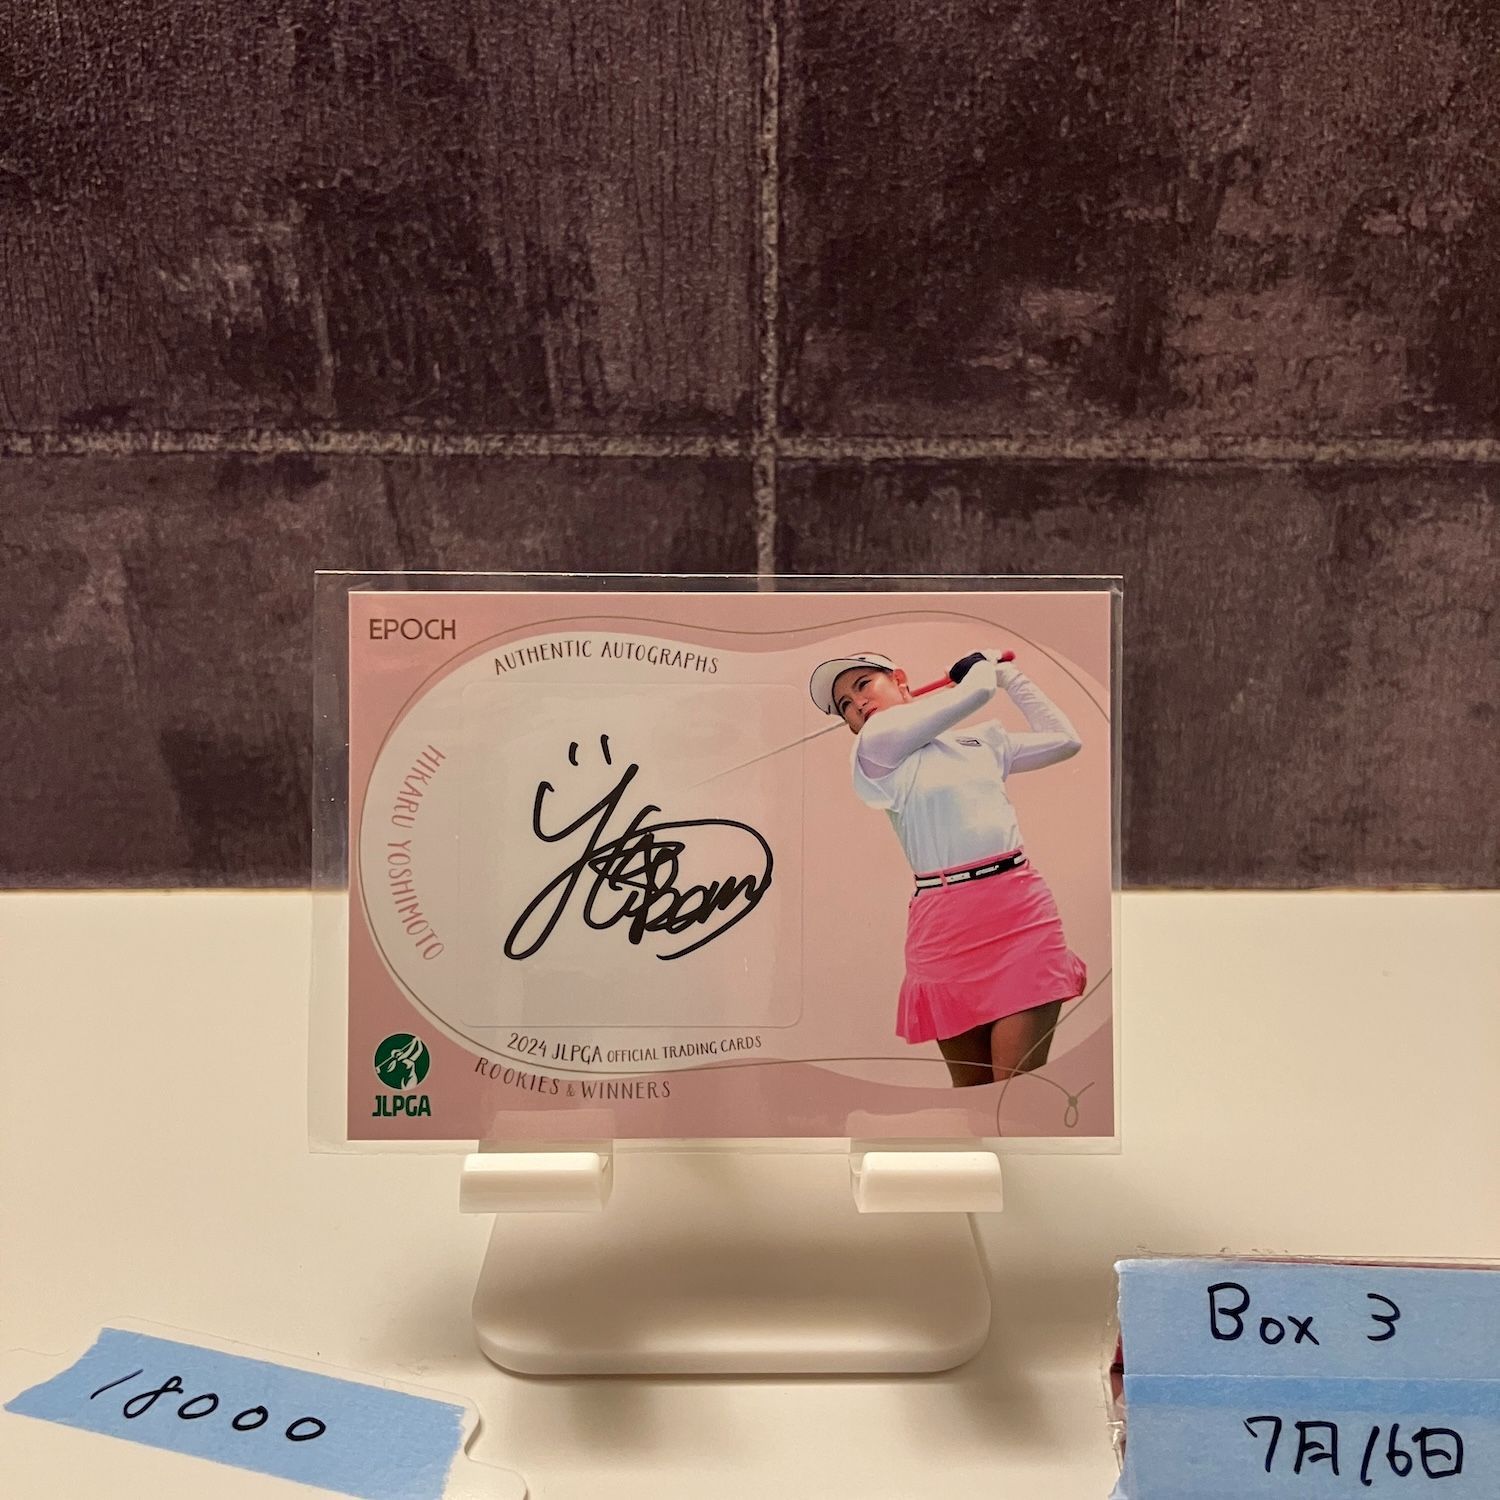 EPOCH
AUTHENTIC AUTOGRAPHS
HIKARU YOSHIMOTO
2024 JLPGA OFFICIAL TRADING CARDS
ROOKIES & WINNERS
JLPGA
18000
Box 3
7月16日